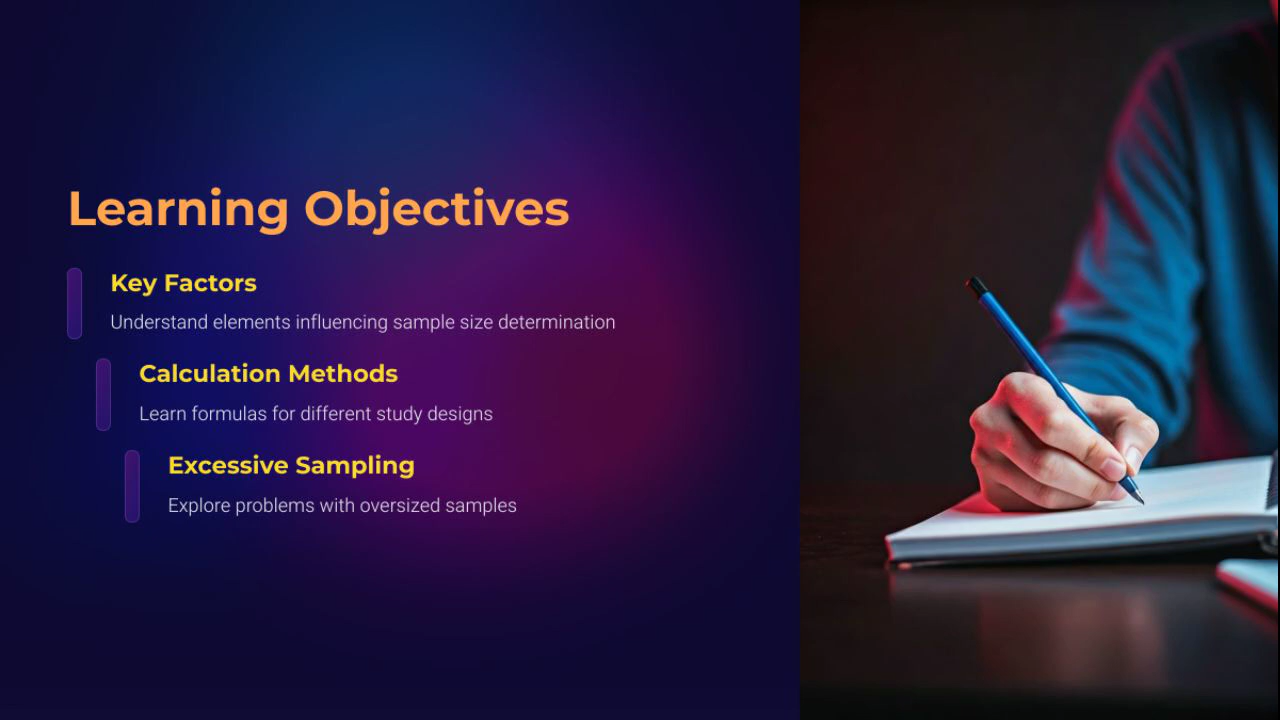 Learning Objectives
Key Factors
Understand elements influencing sample size determination
Calculation Methods
Learn formulas for different study designs
Excessive Sampling
Explore problems with oversized samples